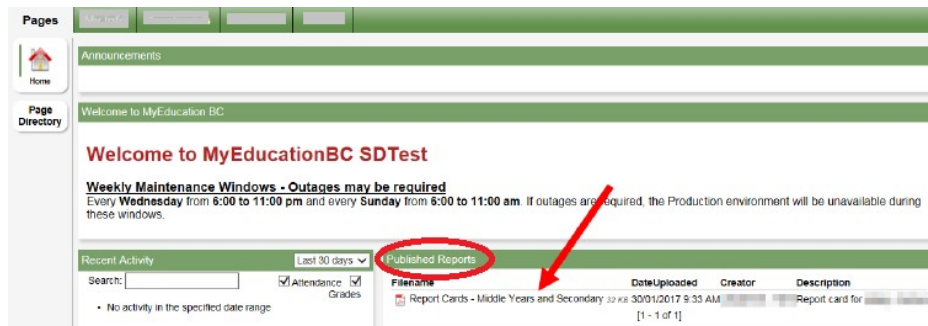 Pages
Home
Page
Directory
Announcements
Welcome to MyEducation BC
Welcome to MyEducationBC SDTest
Weekly Maintenance Windows - Outages may be required
Every Wednesday from 6:00 to 11:00 pm and every Sunday from 6:00 to 11:00 am. If outages are required, the Production environment will be unavailable during
these windows.
Recent Activity Last 30 days
Search: Attendance
Grades
No activity in the specified date range
Published Reports
Filename DateUploaded Creator Description
Report Cards - Middle Years and Secondary 32 KB 30/01/2017 9:33 AM Report card for
[1 - 1 of 1]